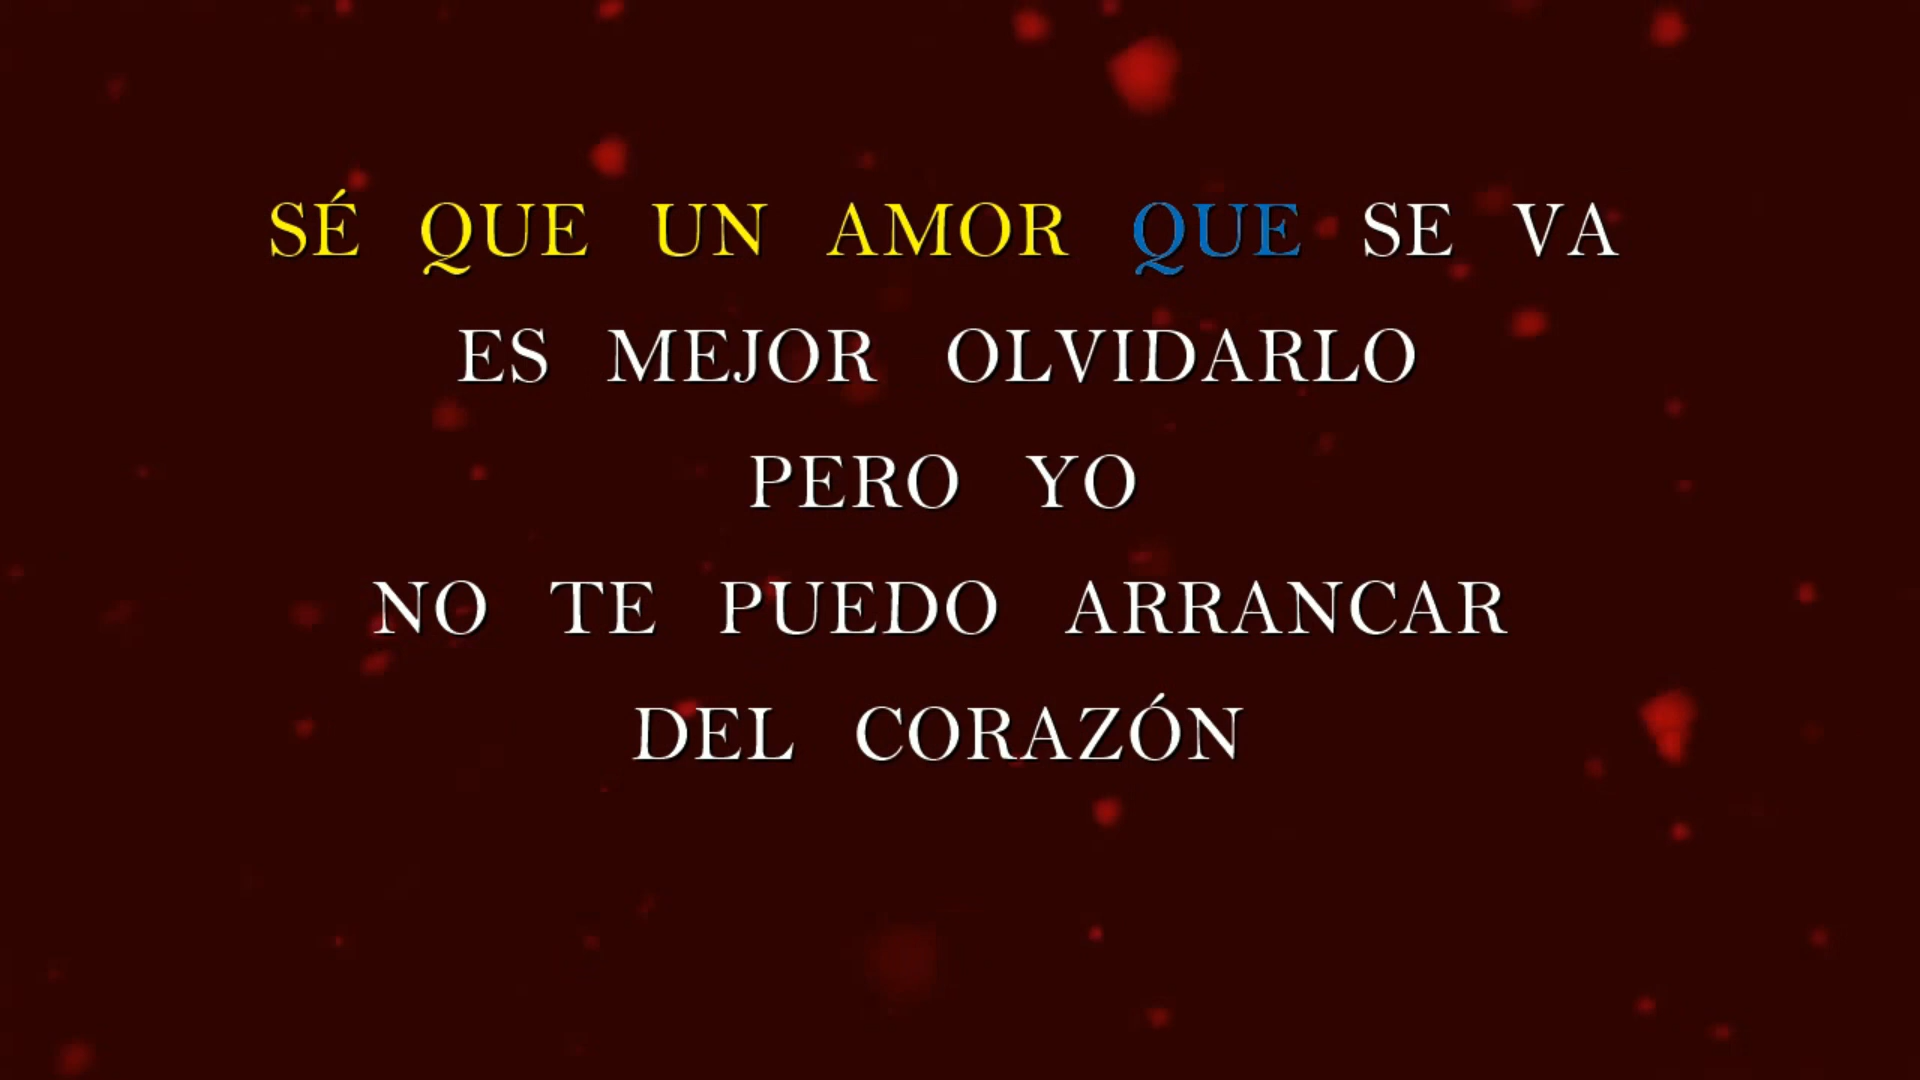 SÉ QUE UN AMOR QUE SE VA
ES MEJOR OLVIDARLO
PERO YO
NO TE PUEDO ARRANCAR
DEL CORAZÓN